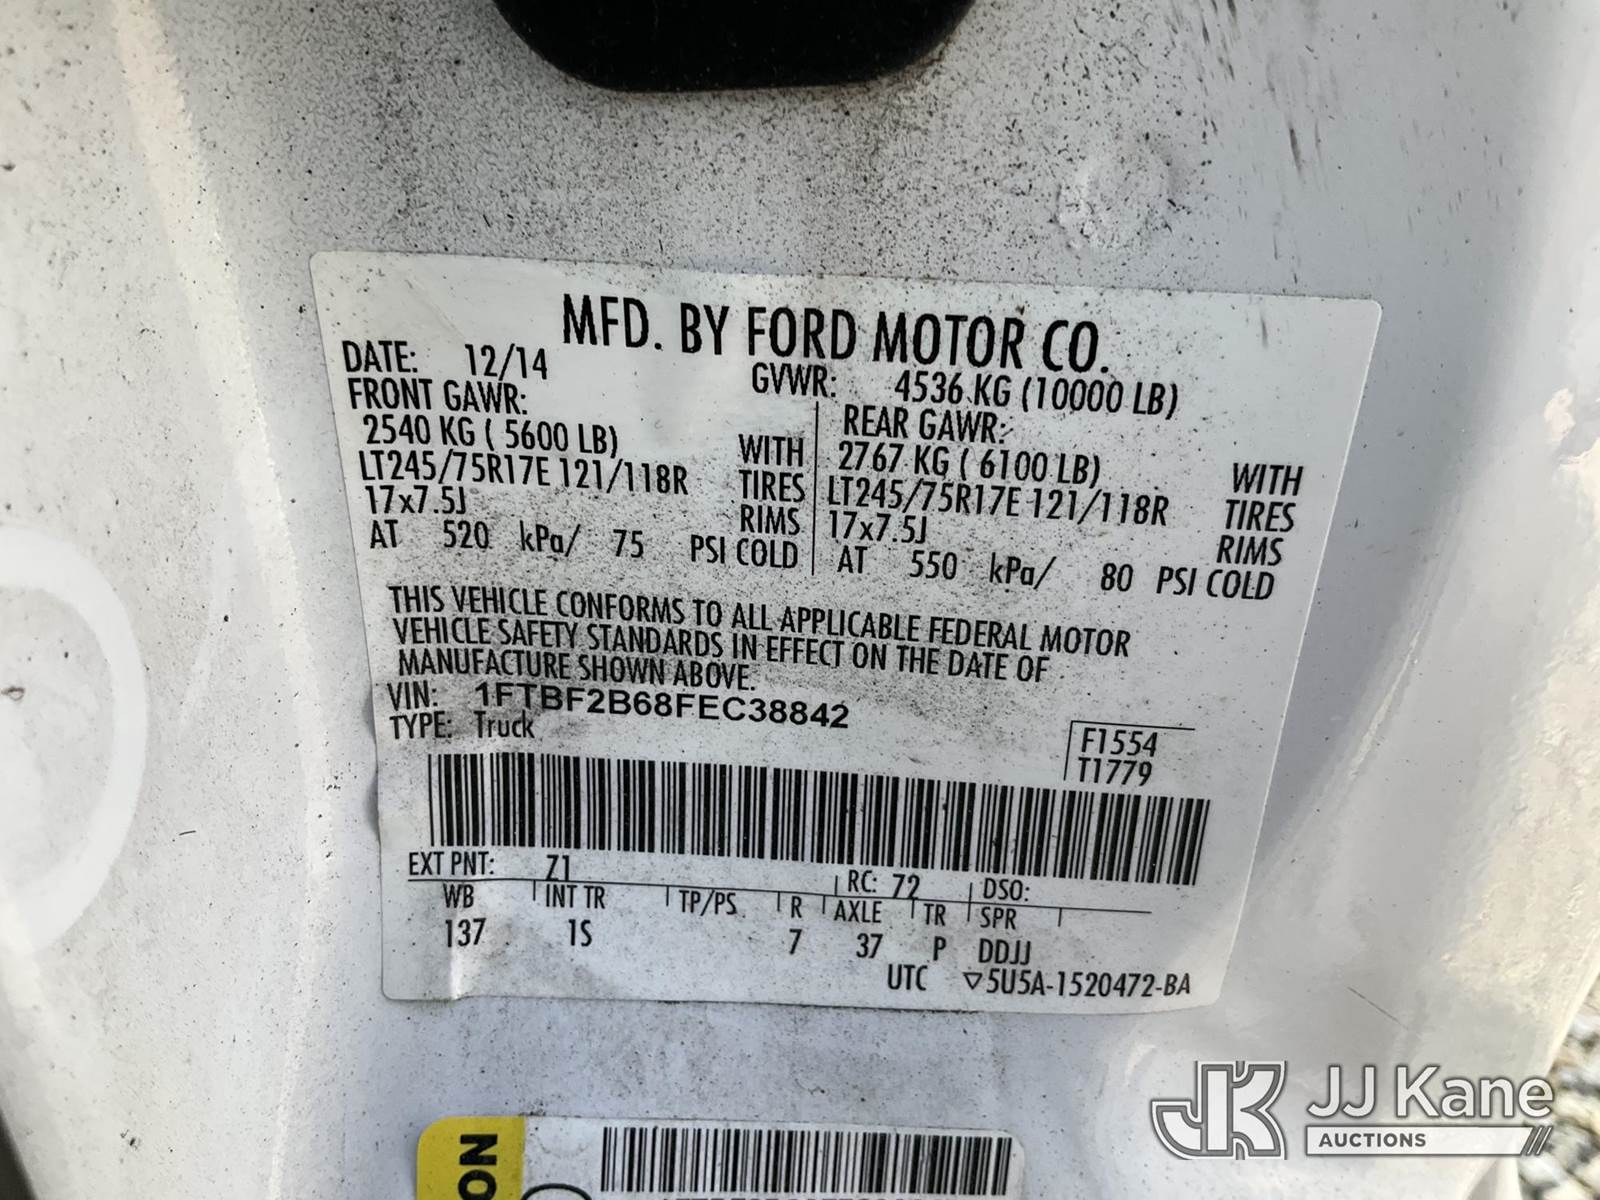 MFD. BY FORD MOTOR CO.
DATE: 12/14 GVWR: 4536 KG (10000 LB)
FRONT GAWR: REAR GAWR:
2540 KG ( 5600 LB) WITH 2767 KG ( 6100 LB) WITH
LT245/75R17E 121/118R TIRES LT245/75R17E 121/118R TIRES
17x7.5J RIMS 17x7.5J RIMS
AT 520 kPa/ 75 PSI COLD AT 550 kPa/ 80 PSI COLD
THIS VEHICLE CONFORMS TO ALL APPLICABLE FEDERAL MOTOR
VEHICLE SAFETY STANDARDS IN EFFECT ON THE DATE OF
MANUFACTURE SHOWN ABOVE.
VIN: 1FTBF2B68FEC38842
TYPE: Truck
F1554
T1779
EXT PNT: Z1 RC: 72 DSO:
WB INT TR TP/PS R AXLE TR SPR
137 1S 7 37 P DDJJ
UTC ▽5U5A-1520472-BA
JK JJ Kane
AUCTIONS